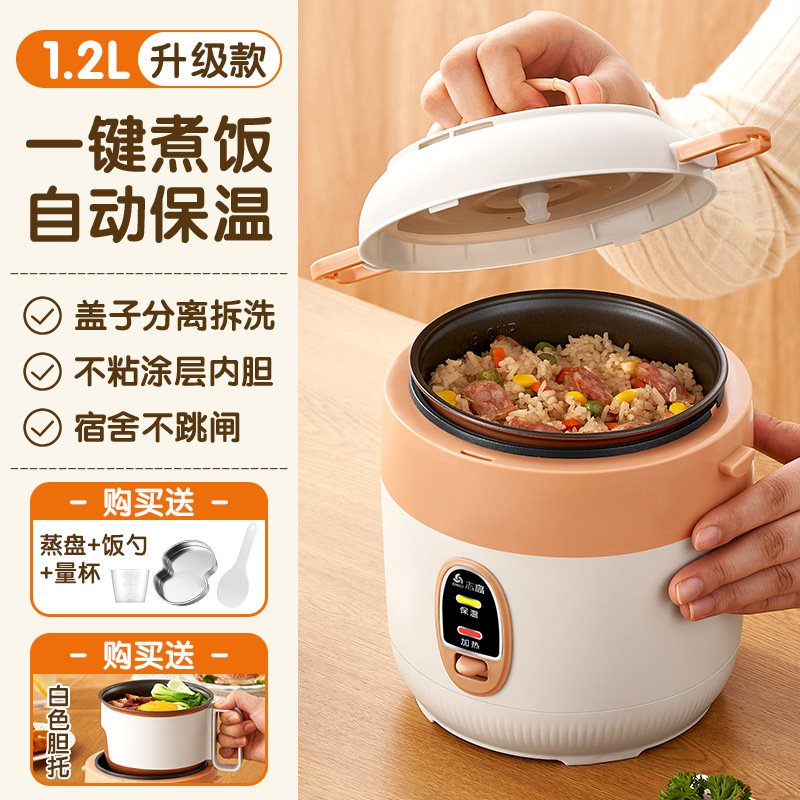 1.2L 升级款
一键煮饭
自动保温
盖子分离拆洗
不粘涂层内胆
宿舍不跳闸
- 购买送 -
蒸盘+饭勺
+量杯
- 购买送 -
白色胆托
志高
保温
加热